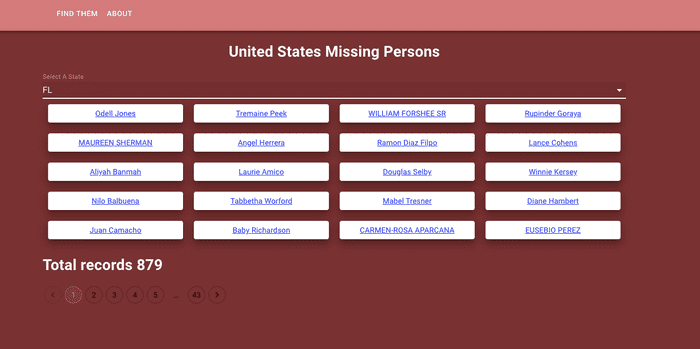 FIND THEM ABOUT
United States Missing Persons
Select A State
FL
Odell Jones Tremaine Peek WILLIAM FORSHEE SR Rupinder Goraya
MAUREEN SHERMAN Angel Herrera Ramon Diaz Filpo Lance Cohens
Aliyah Banmah Laurie Amico Douglas Selby Winnie Kersey
Nilo Balbuena Tabbetha Worford Mabel Tresner Diane Hambert
Juan Camacho Baby Richardson CARMEN-ROSA APARCANA EUSEBIO PEREZ
Total records 879
1 2 3 4 5 ... 43